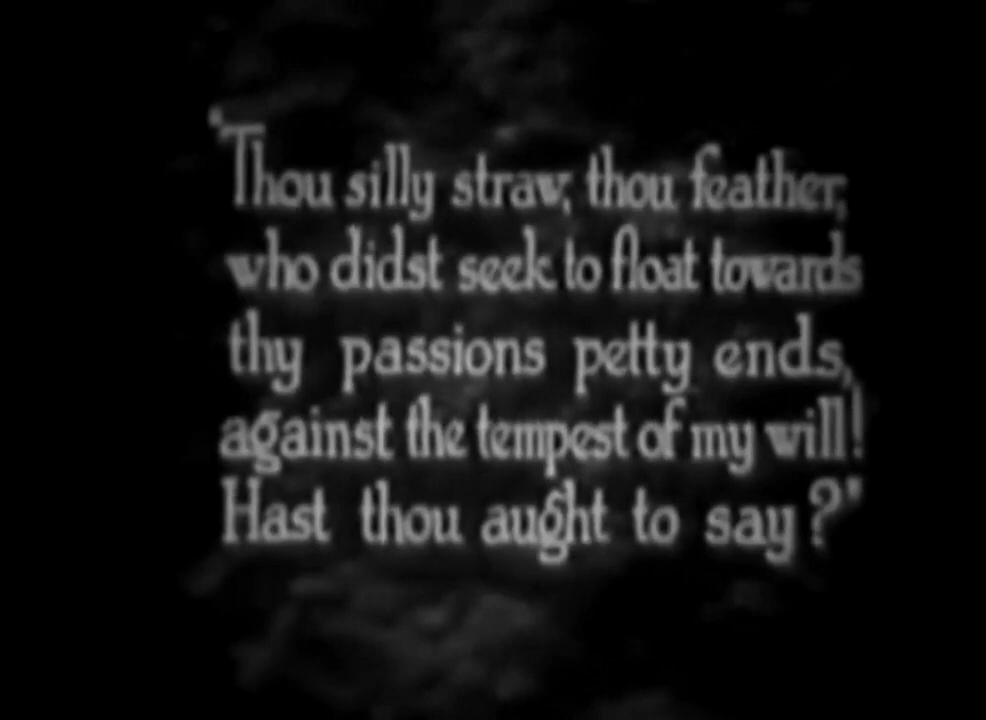 "Thou silly straw, thou feather,
who didst seek to float towards
thy passions petty ends,
against the tempest of my will!
Hast thou aught to say?"